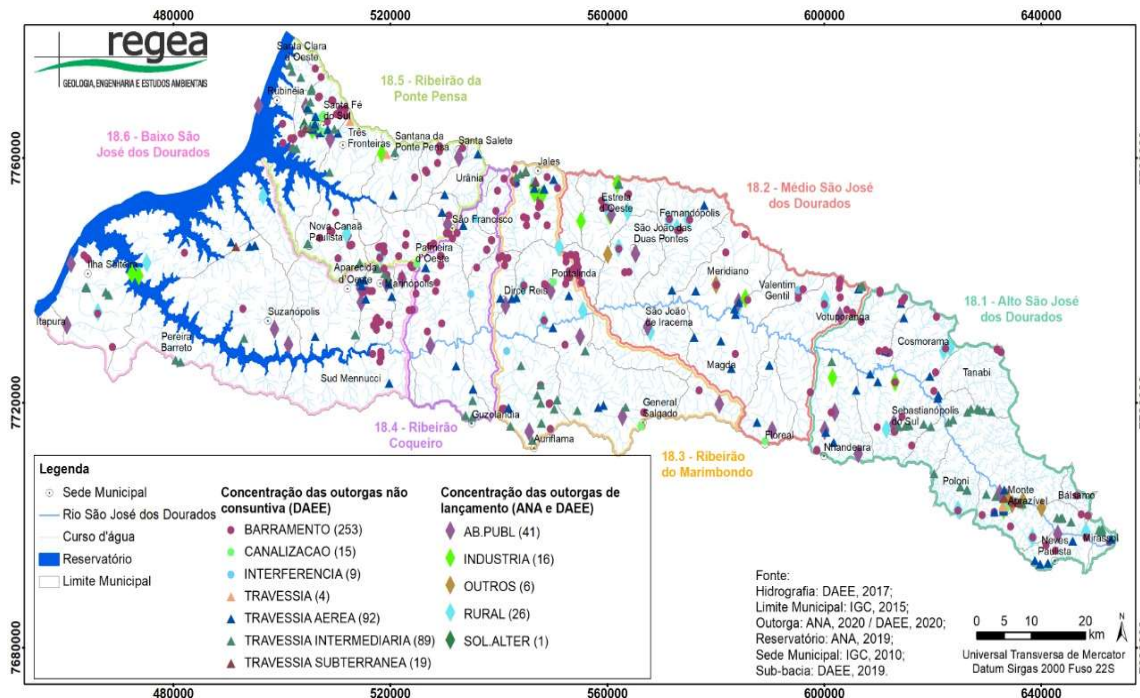 480000 520000 560000 600000 640000
regea
GEOLOGIA, ENGENHARIA E ESTUDOS AMBIENTAIS
Santa Clara
d'Oeste
18.5 - Ribeirão da
Ponte Pensa
Rubinéia
Santa Fé
do Sul
18.6 - Baixo São
José dos Dourados
Três
Fronteiras
Santana da
Ponte Pensa
Santa Salete
7760000
Urânia
Jales
18.2 - Médio São José
dos Dourados
Estrela
d'Oeste
Fernandópolis
São João das
Duas Pontes
São Francisco
Nova Canaã
Paulista
Palmeira
d'Oeste
Ilha Solteira
Aparecida
d'Oeste
Marinópolis
Pontalinda
Meridiano
Dirce Reis
Valentim
Gentil
18.1 - Alto São José
dos Dourados
Itapura
Suzanápolis
São João
de Iracema
Votuporanga
Cosmorama
Pereira
Barreto
Magda
Tanabi
Sud Mennucci
7720000
General
Salgado
Sebastianópolis
do Sul
Guzolândia
18.4 - Ribeirão
Coqueiro
Auriflama
Floreal
Nhandeara
18.3 - Ribeirão
do Marimbondo
Poloni
Monte
Aprazível
Bálsamo
Neves
Paulista
Mirassol
Legenda
Sede Municipal
Rio São José dos Dourados
Curso d'água
Reservatório
Limite Municipal
Concentração das outorgas não
consuntiva (DAEE)
BARRAMENTO (253)
CANALIZACAO (15)
INTERFERENCIA (9)
TRAVESSIA (4)
TRAVESSIA AEREA (92)
TRAVESSIA INTERMEDIARIA (89)
TRAVESSIA SUBTERRANEA (19)
Concentração das outorgas de
lançamento (ANA e DAEE)
AB.PUBL (41)
INDUSTRIA (16)
OUTROS (6)
RURAL (26)
SOL.ALTER (1)
Fonte:
Hidrografia: DAEE, 2017;
Limite Municipal: IGC, 2015;
Outorga: ANA, 2020 / DAEE, 2020;
Reservatório: ANA, 2019;
Sede Municipal: IGC, 2010;
Sub-bacia: DAEE, 2019.
0 5 10 20
km
N
Universal Transversa de Mercator
Datum Sirgas 2000 Fuso 22S
7680000
480000 520000 560000 600000 640000